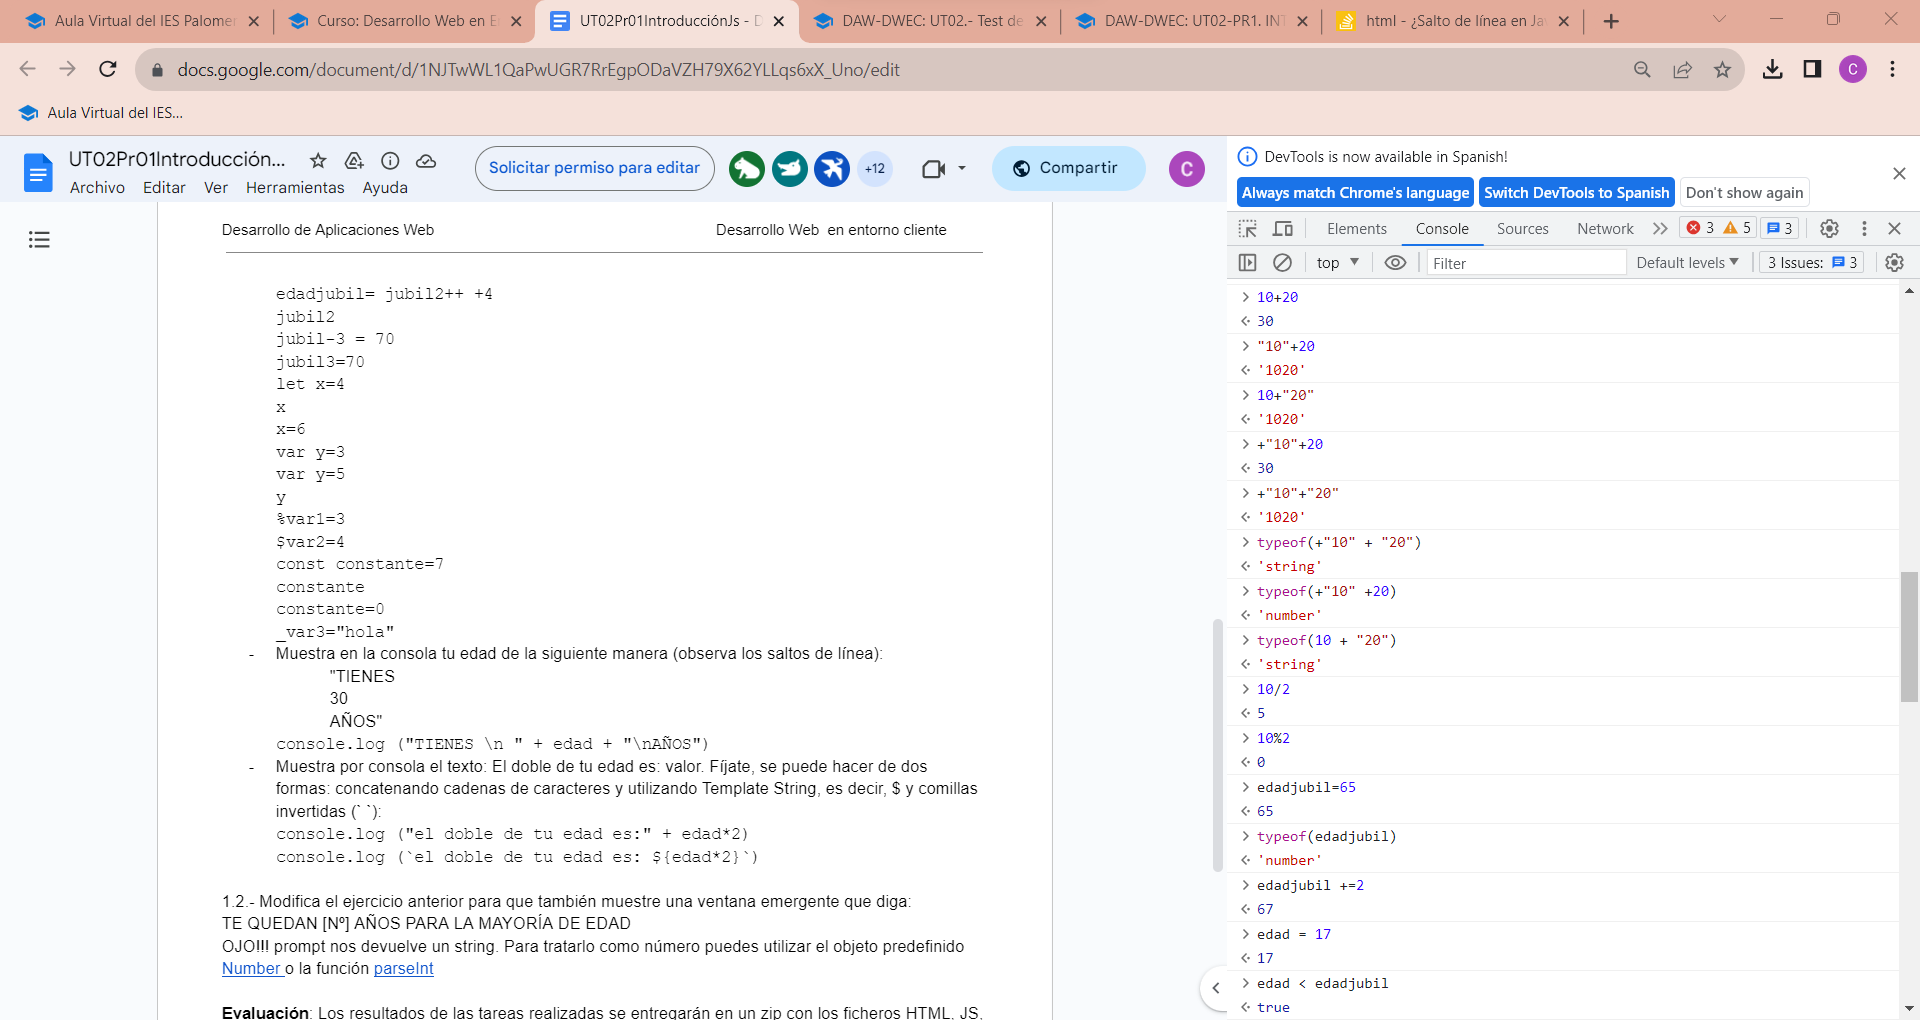 Aula Virtual del IES Palomer
Curso: Desarrollo Web en E
UT02Pr01IntroducciónJs - D
DAW-DWEC: UT02.- Test de
DAW-DWEC: UT02-PR1. INT
html - ¿Salto de línea en Ja
docs.google.com/document/d/1NJTwWL1QaPwUGR7RrEgpODaVZH79X62YLLqs6xX_Uno/edit
C
Aula Virtual del IES...
UT02Pr01Introducción...
Archivo Editar Ver Herramientas Ayuda
Solicitar permiso para editar
+12
Compartir
C
Desarrollo de Aplicaciones Web Desarrollo Web en entorno cliente
edadjubil= jubil2++ +4
jubil2
jubil-3 = 70
jubil3=70
let x=4
x
x=6
var y=3
var y=5
y
%var1=3
$var2=4
const constante=7
constante
constante=0
_var3="hola"
- Muestra en la consola tu edad de la siguiente manera (observa los saltos de línea):
"TIENES
30
AÑOS"
console.log ("TIENES \n " + edad + "\nAÑOS")
- Muestra por consola el texto: El doble de tu edad es: valor. Fíjate, se puede hacer de dos
formas: concatenando cadenas de caracteres y utilizando Template String, es decir, $ y comillas
invertidas (` `):
console.log ("el doble de tu edad es:" + edad*2)
console.log (`el doble de tu edad es: ${edad*2}`)
1.2.- Modifica el ejercicio anterior para que también muestre una ventana emergente que diga:
TE QUEDAN [Nº] AÑOS PARA LA MAYORÍA DE EDAD
OJO!!! prompt nos devuelve un string. Para tratarlo como número puedes utilizar el objeto predefinido
Number o la función parseInt
Evaluación: Los resultados de las tareas realizadas se entregarán en un zip con los ficheros HTML, JS,
DevTools is now available in Spanish!
Always match Chrome's language
Switch DevTools to Spanish
Don't show again
Elements Console Sources Network 3 5 3
top Filter Default levels 3 Issues: 3
10+20
30
"10"+20
'1020'
10+"20"
'1020'
+"10"+20
30
+"10"+"20"
'1020'
typeof(+"10" + "20")
'string'
typeof(+"10" +20)
'number'
typeof(10 + "20")
'string'
10/2
5
10%2
0
edadjubil=65
65
typeof(edadjubil)
'number'
edadjubil +=2
67
edad = 17
17
edad < edadjubil
true